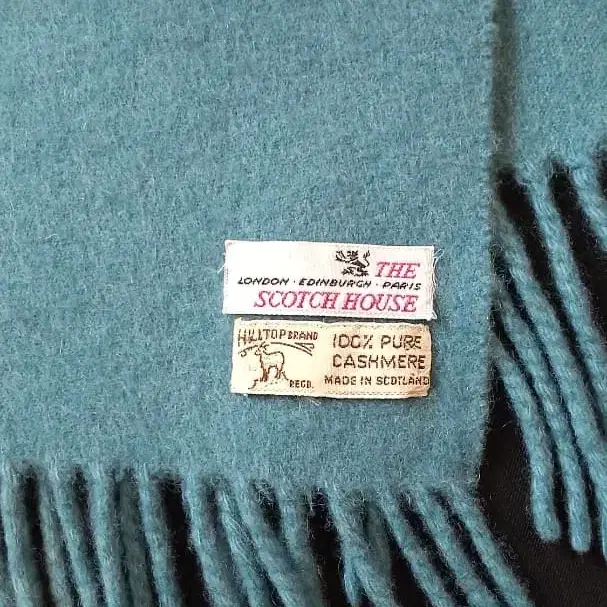 THE
LONDON · EDINBURGH · PARIS
SCOTCH HOUSE
HILLTOP BRAND
REGD.
100% PURE
CASHMERE
MADE IN SCOTLAND